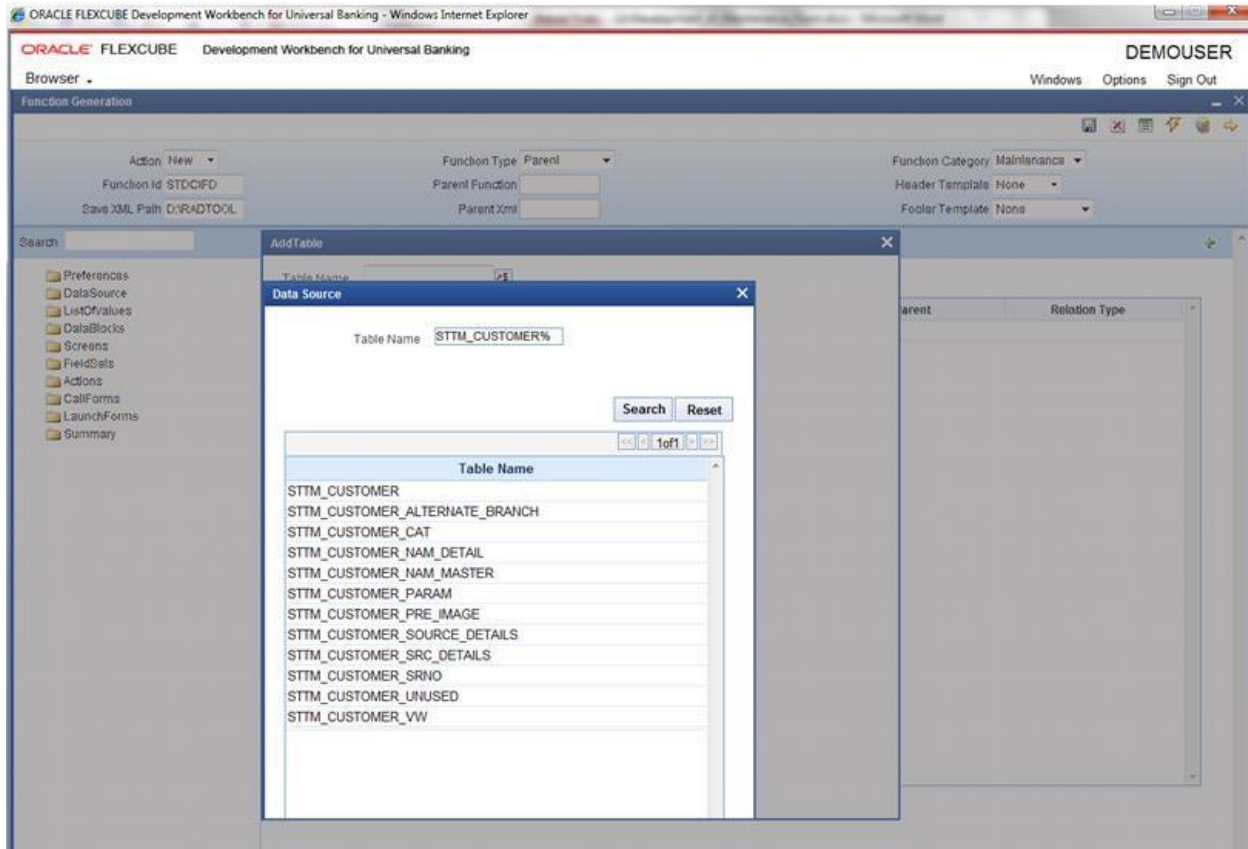 ORACLE FLEXCUBE Development Workbench for Universal Banking - Windows Internet Explorer
ORACLE FLEXCUBE Development Workbench for Universal Banking DEMOUSER
Browser Windows Options Sign Out
Function Generation
Action New Function Type Parent Function Category Maintenance
Function Id STDCIFD Parent Function Header Template None
Save XML Path D:\RADTOOL Parent Xml Footer Template None
Search AddTable
Preferences
DataSource
ListOfValues
DataBlocks
Screens
FieldSets
Actions
CallForms
LaunchForms
Summary
Table Name
arent Relation Type
Data Source
Table Name STTM_CUSTOMER%
Search Reset
<< < 1of1 > >>
Table Name
STTM_CUSTOMER
STTM_CUSTOMER_ALTERNATE_BRANCH
STTM_CUSTOMER_CAT
STTM_CUSTOMER_NAM_DETAIL
STTM_CUSTOMER_NAM_MASTER
STTM_CUSTOMER_PARAM
STTM_CUSTOMER_PRE_IMAGE
STTM_CUSTOMER_SOURCE_DETAILS
STTM_CUSTOMER_SRC_DETAILS
STTM_CUSTOMER_SRNO
STTM_CUSTOMER_UNUSED
STTM_CUSTOMER_VW